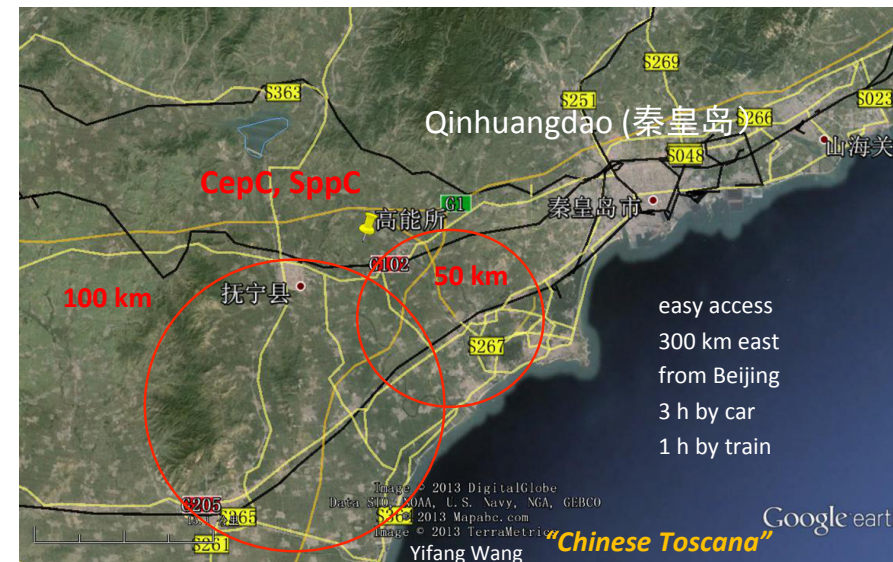 S269
S363
S251
S023
Qinhuangdao (秦皇岛)
S266
山海关
S048
CepC, SppC
G1
秦皇岛市
高能所
G102
50 km
100 km
抚宁县
easy access
300 km east
from Beijing
3 h by car
1 h by train
S267
Image © 2013 DigitalGlobe
Data SIO, NOAA, U.S. Navy, NGA, GEBCO
© 2013 Mapabc.com
Image © 2013 TerraMetrics
G205
S365
S261
Google eart
Yifang Wang
“Chinese Toscana”